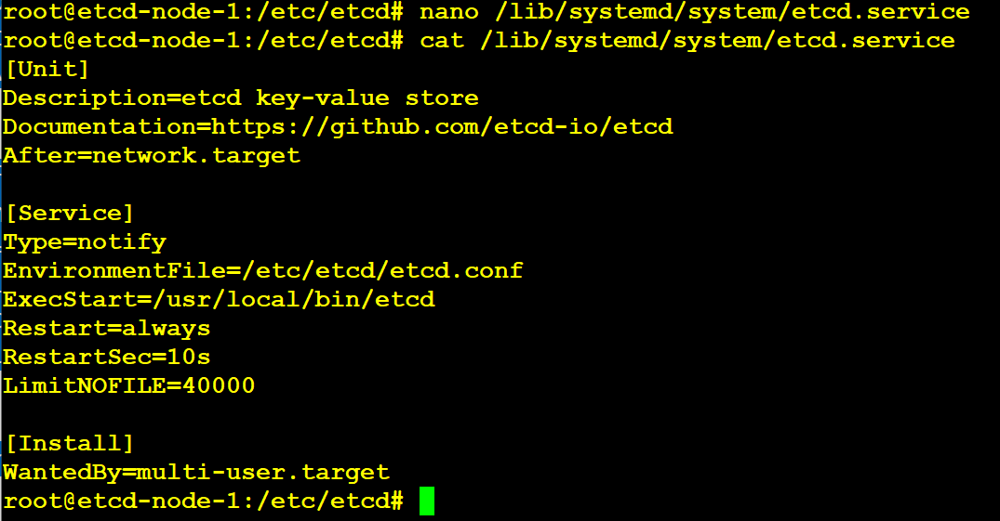 root@etcd-node-1:/etc/etcd# nano /lib/systemd/system/etcd.service
root@etcd-node-1:/etc/etcd# cat /lib/systemd/system/etcd.service
[Unit]
Description=etcd key-value store
Documentation=https://github.com/etcd-io/etcd
After=network.target

[Service]
Type=notify
EnvironmentFile=/etc/etcd/etcd.conf
ExecStart=/usr/local/bin/etcd
Restart=always
RestartSec=10s
LimitNOFILE=40000

[Install]
WantedBy=multi-user.target
root@etcd-node-1:/etc/etcd#